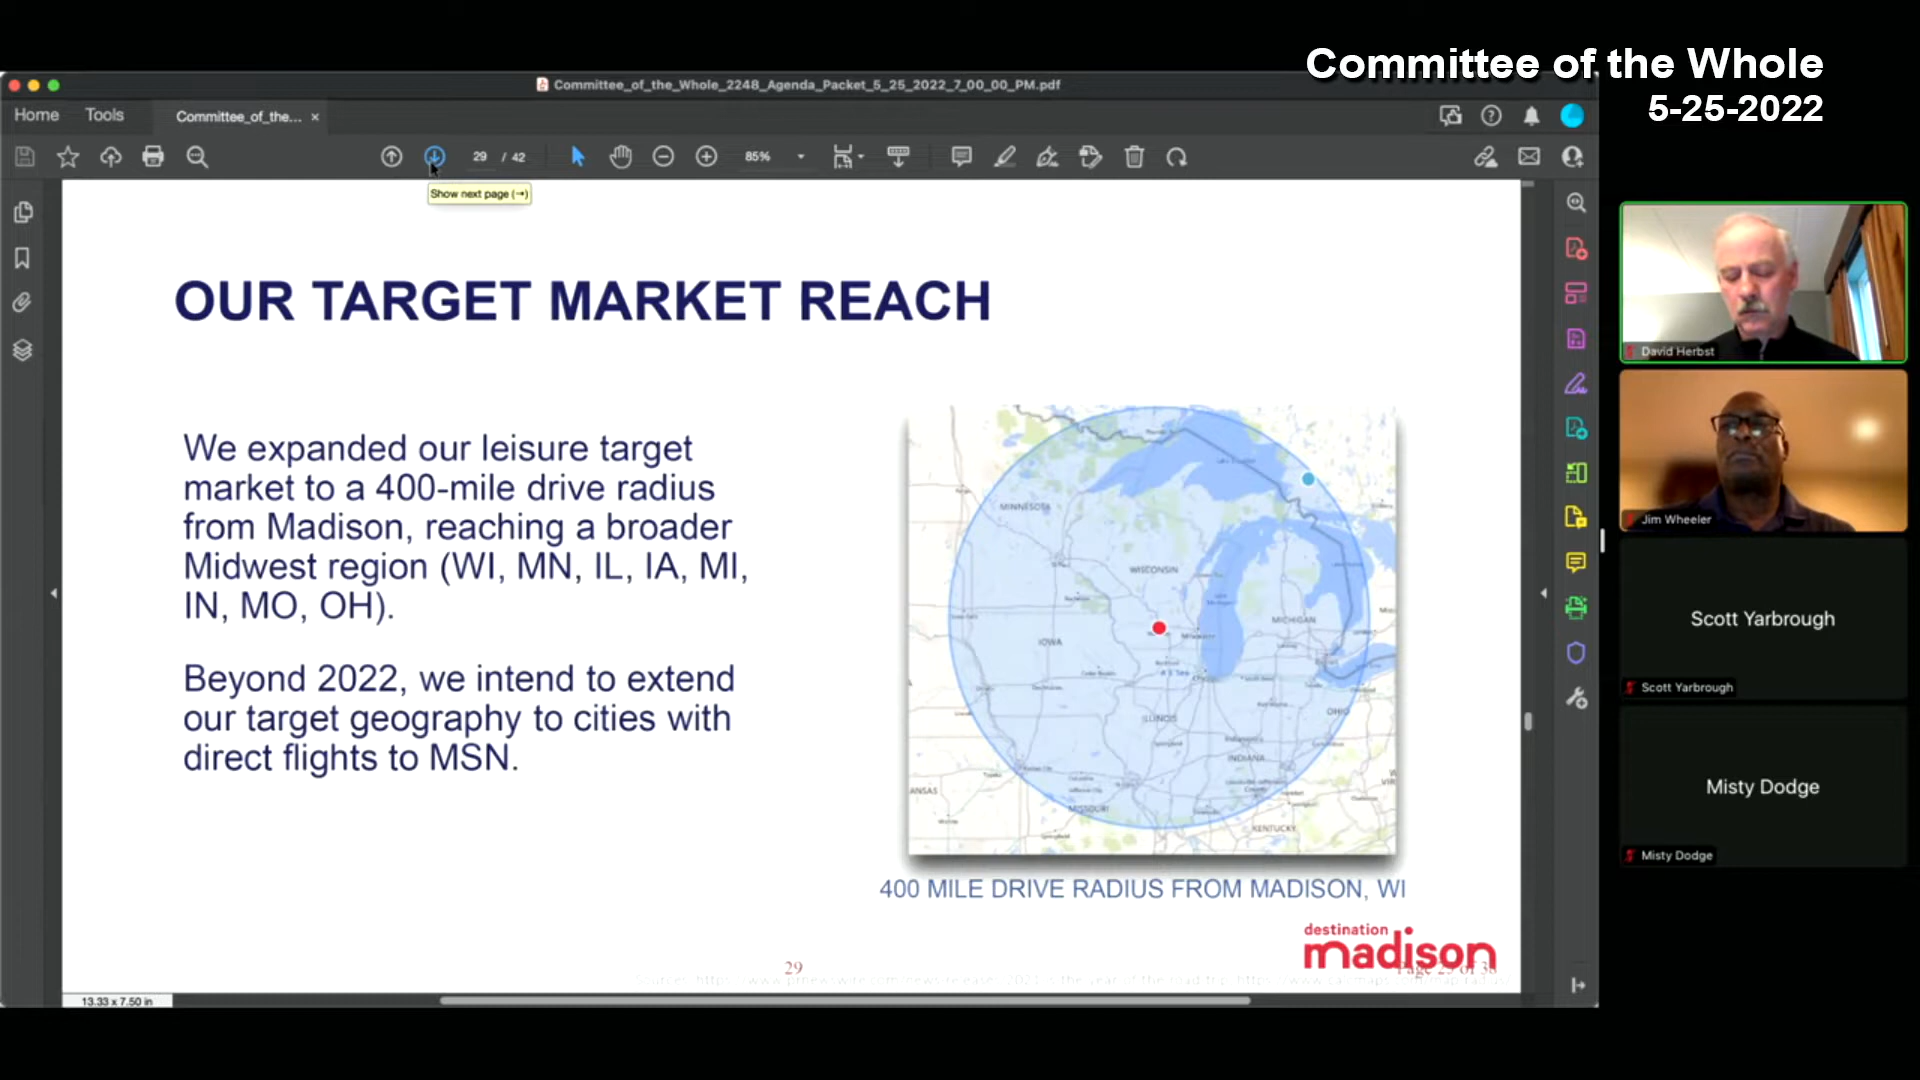 Committee of the Whole
5-25-2022
Committee_of_the_Whole_2248_Agenda_Packet_5_25_2022_7_00_00_PM.pdf
Home
Tools
Committee_of_the... ×
29 / 42
85%
Show next page (→)
OUR TARGET MARKET REACH
We expanded our leisure target
market to a 400-mile drive radius
from Madison, reaching a broader
Midwest region (WI, MN, IL, IA, MI,
IN, MO, OH).
Beyond 2022, we intend to extend
our target geography to cities with
direct flights to MSN.
MINNESOTA
WISCONSIN
MICHIGAN
IOWA
ILLINOIS
OHIO
INDIANA
ANSAS
MISSOURI
KENTUCKY
400 MILE DRIVE RADIUS FROM MADISON, WI
destination
madison
29
13.33 x 7.50 in
David Herbst
Jim Wheeler
Scott Yarbrough
Scott Yarbrough
Misty Dodge
Misty Dodge